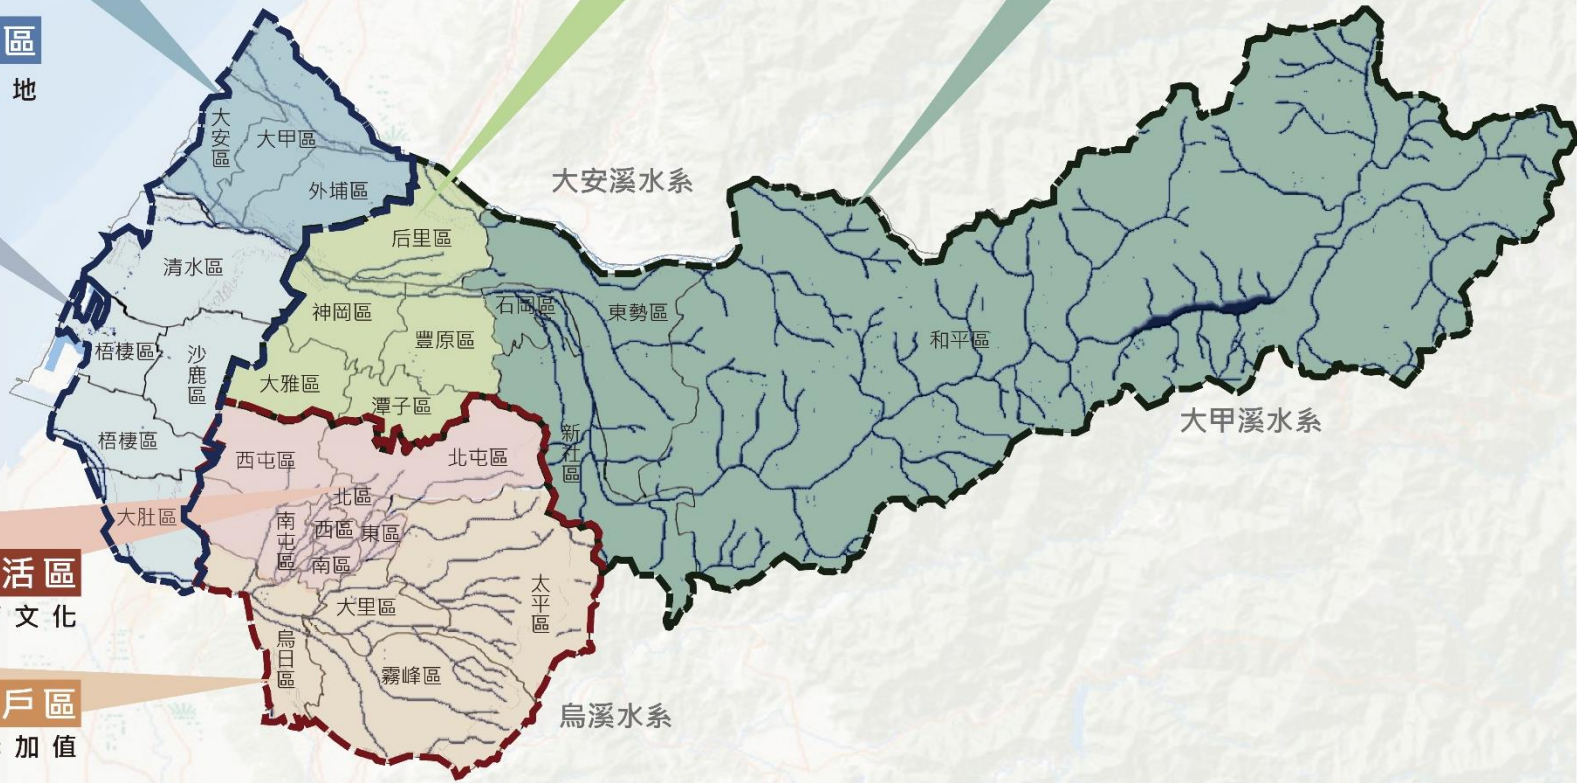 區
地
大安區
大甲區
外埔區
大安溪水系
后里區
清水區
神岡區
石岡區
東勢區
豐原區
和平區
梧棲區
沙鹿區
大雅區
潭子區
大甲溪水系
梧棲區
西屯區
北屯區
新社區
北區
大肚區
南屯區
西區
東區
南區
活區
文化
太平區
大里區
烏日區
霧峰區
戶區
加值
烏溪水系